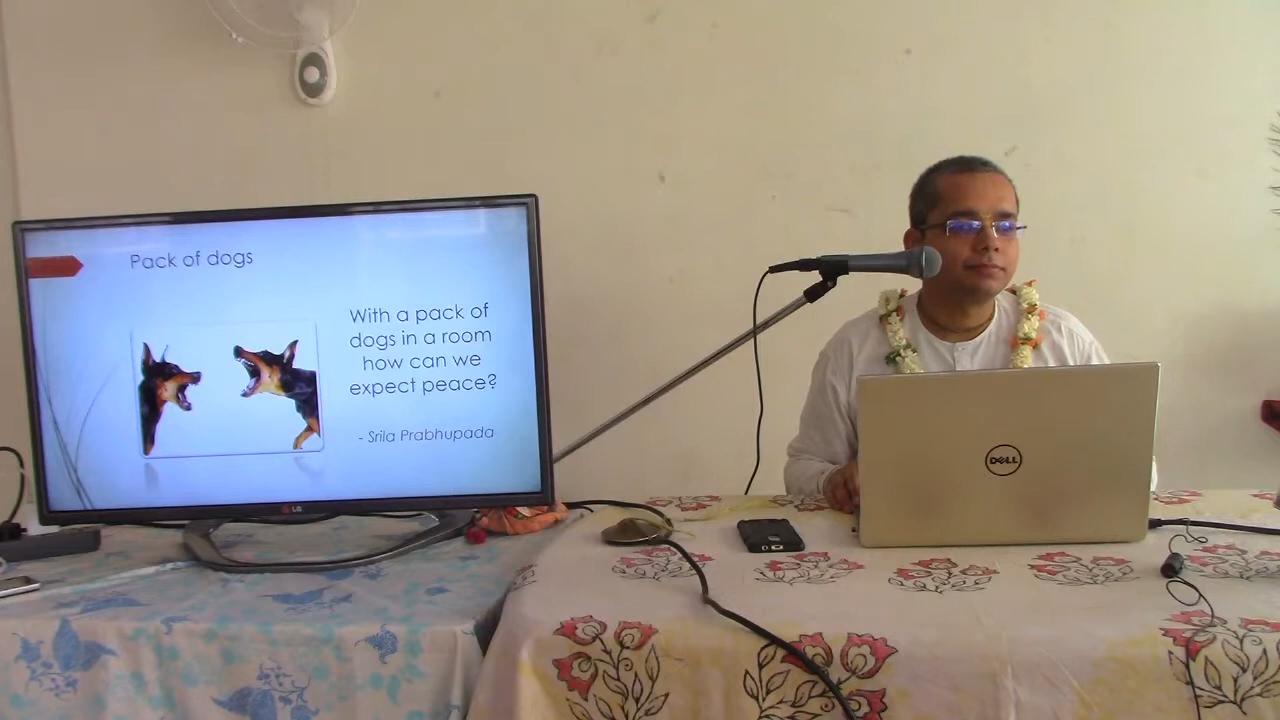 Pack of dogs
With a pack of
dogs in a room
how can we
expect peace?
- Srila Prabhupada
LG
DELL